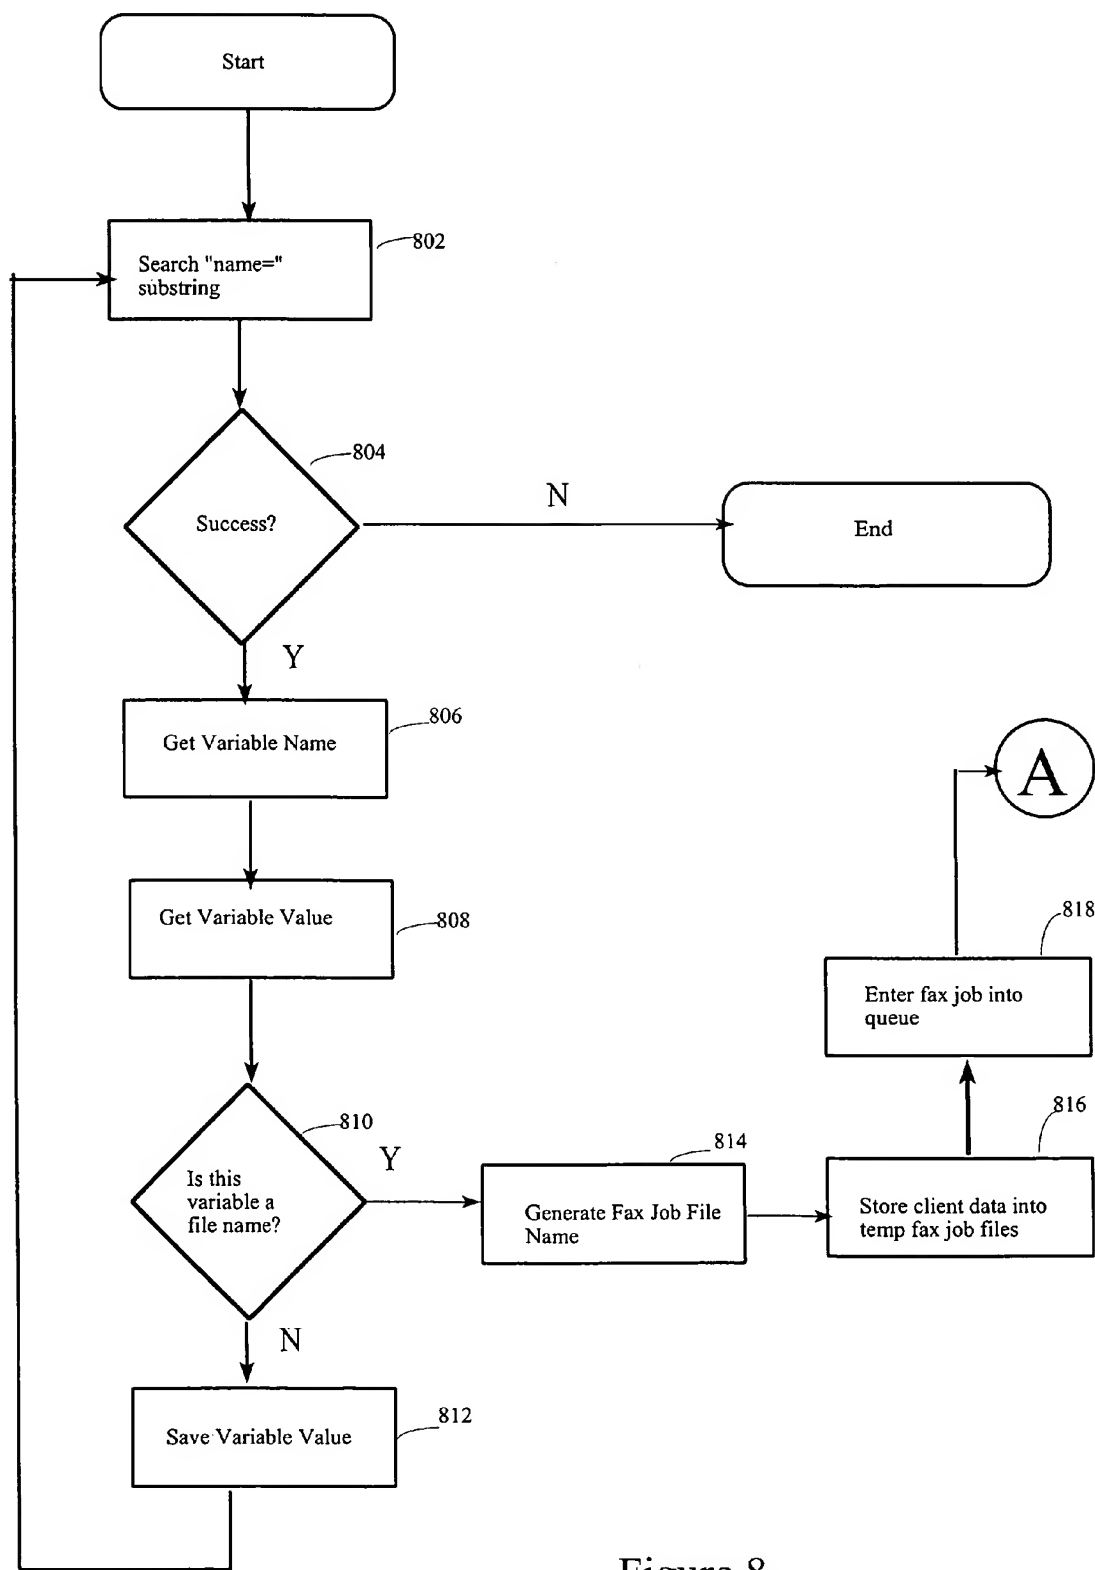 Start
802
Search "name="
substring
804
Success?
N
End
Y
806
Get Variable Name
A
Get Variable Value
808
818
Enter fax job into
queue
810
Is this
variable a
file name?
Y
814
Generate Fax Job File
Name
816
Store client data into
temp fax job files
N
812
Save Variable Value
Figure 8